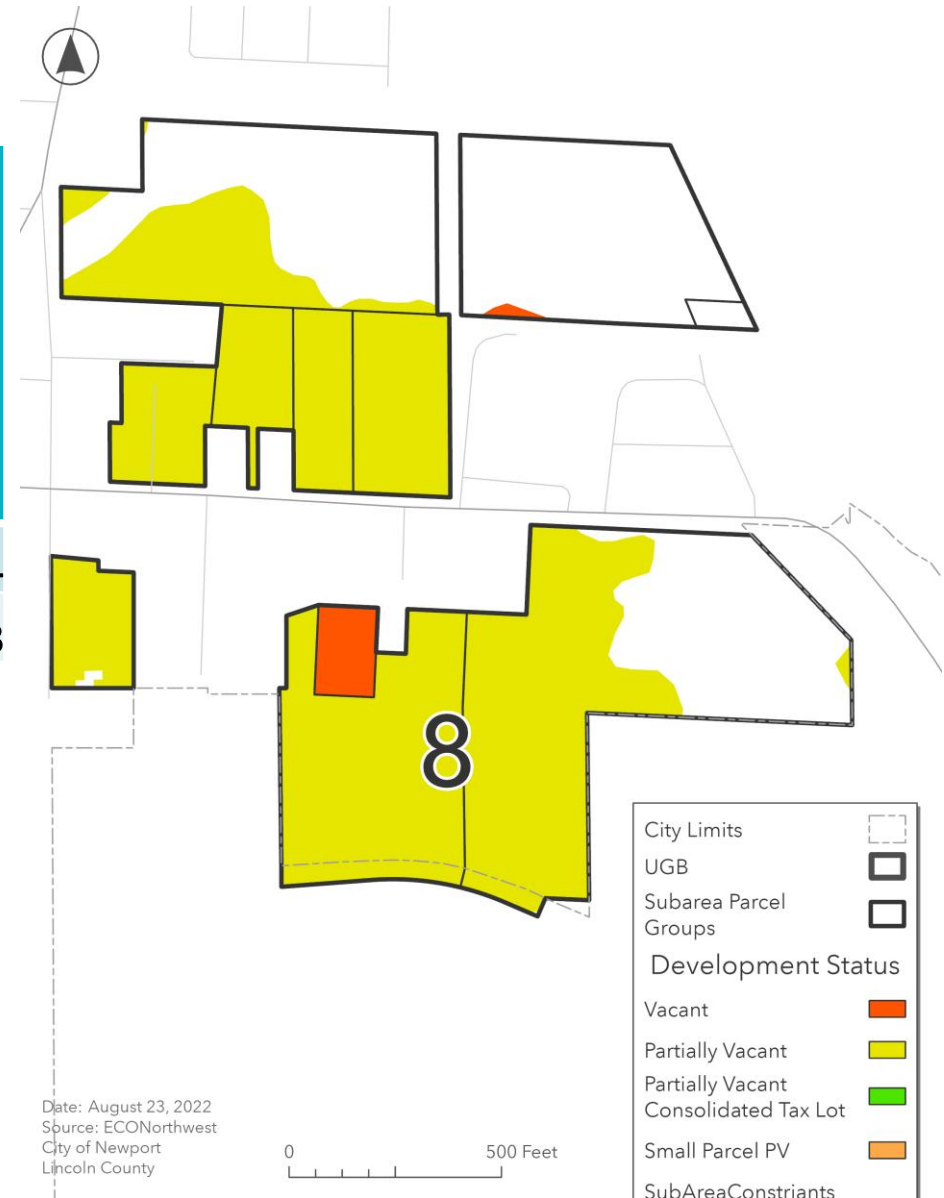 8
City Limits
UGB
Subarea Parcel
Groups
Development Status
Vacant
Partially Vacant
Partially Vacant
Consolidated Tax Lot
Small Parcel PV
SubAreaConstriants
Date: August 23, 2022
Source: ECONorthwest
City of Newport
Lincoln County
0 500 Feet